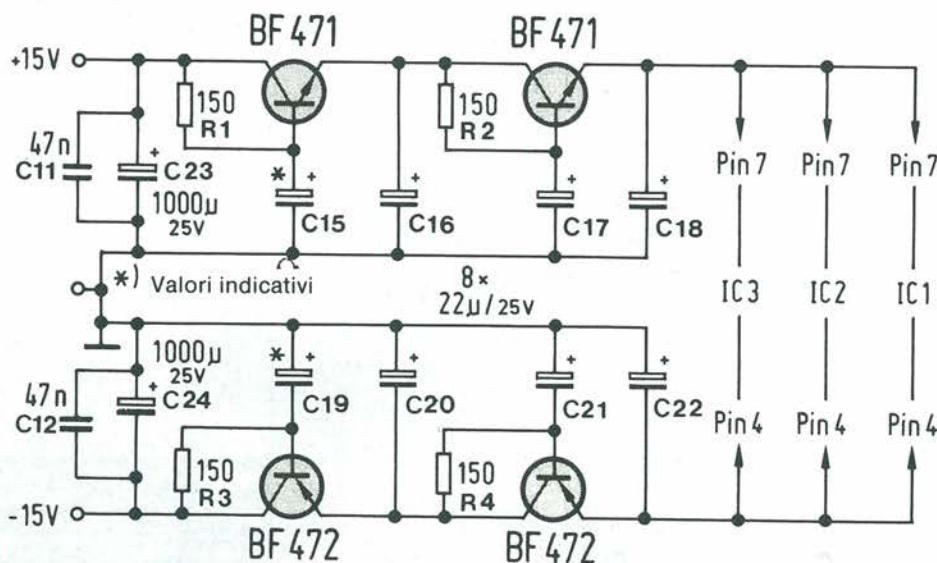 BF 471 BF 471
+15V
150 R1
150 R2
47n C11
+ C23
1000µ 25V
* + C15
+ C16
+ C17
+ C18
Pin 7 Pin 7 Pin 7
*) Valori indicativi
8×
22µ/25V
IC3 IC2 IC1
1000µ 25V
47n C12
+ C24
* + C19
+ C20
+ C21
+ C22
Pin 4 Pin 4 Pin 4
150 R3
150 R4
-15V
BF 472 BF 472